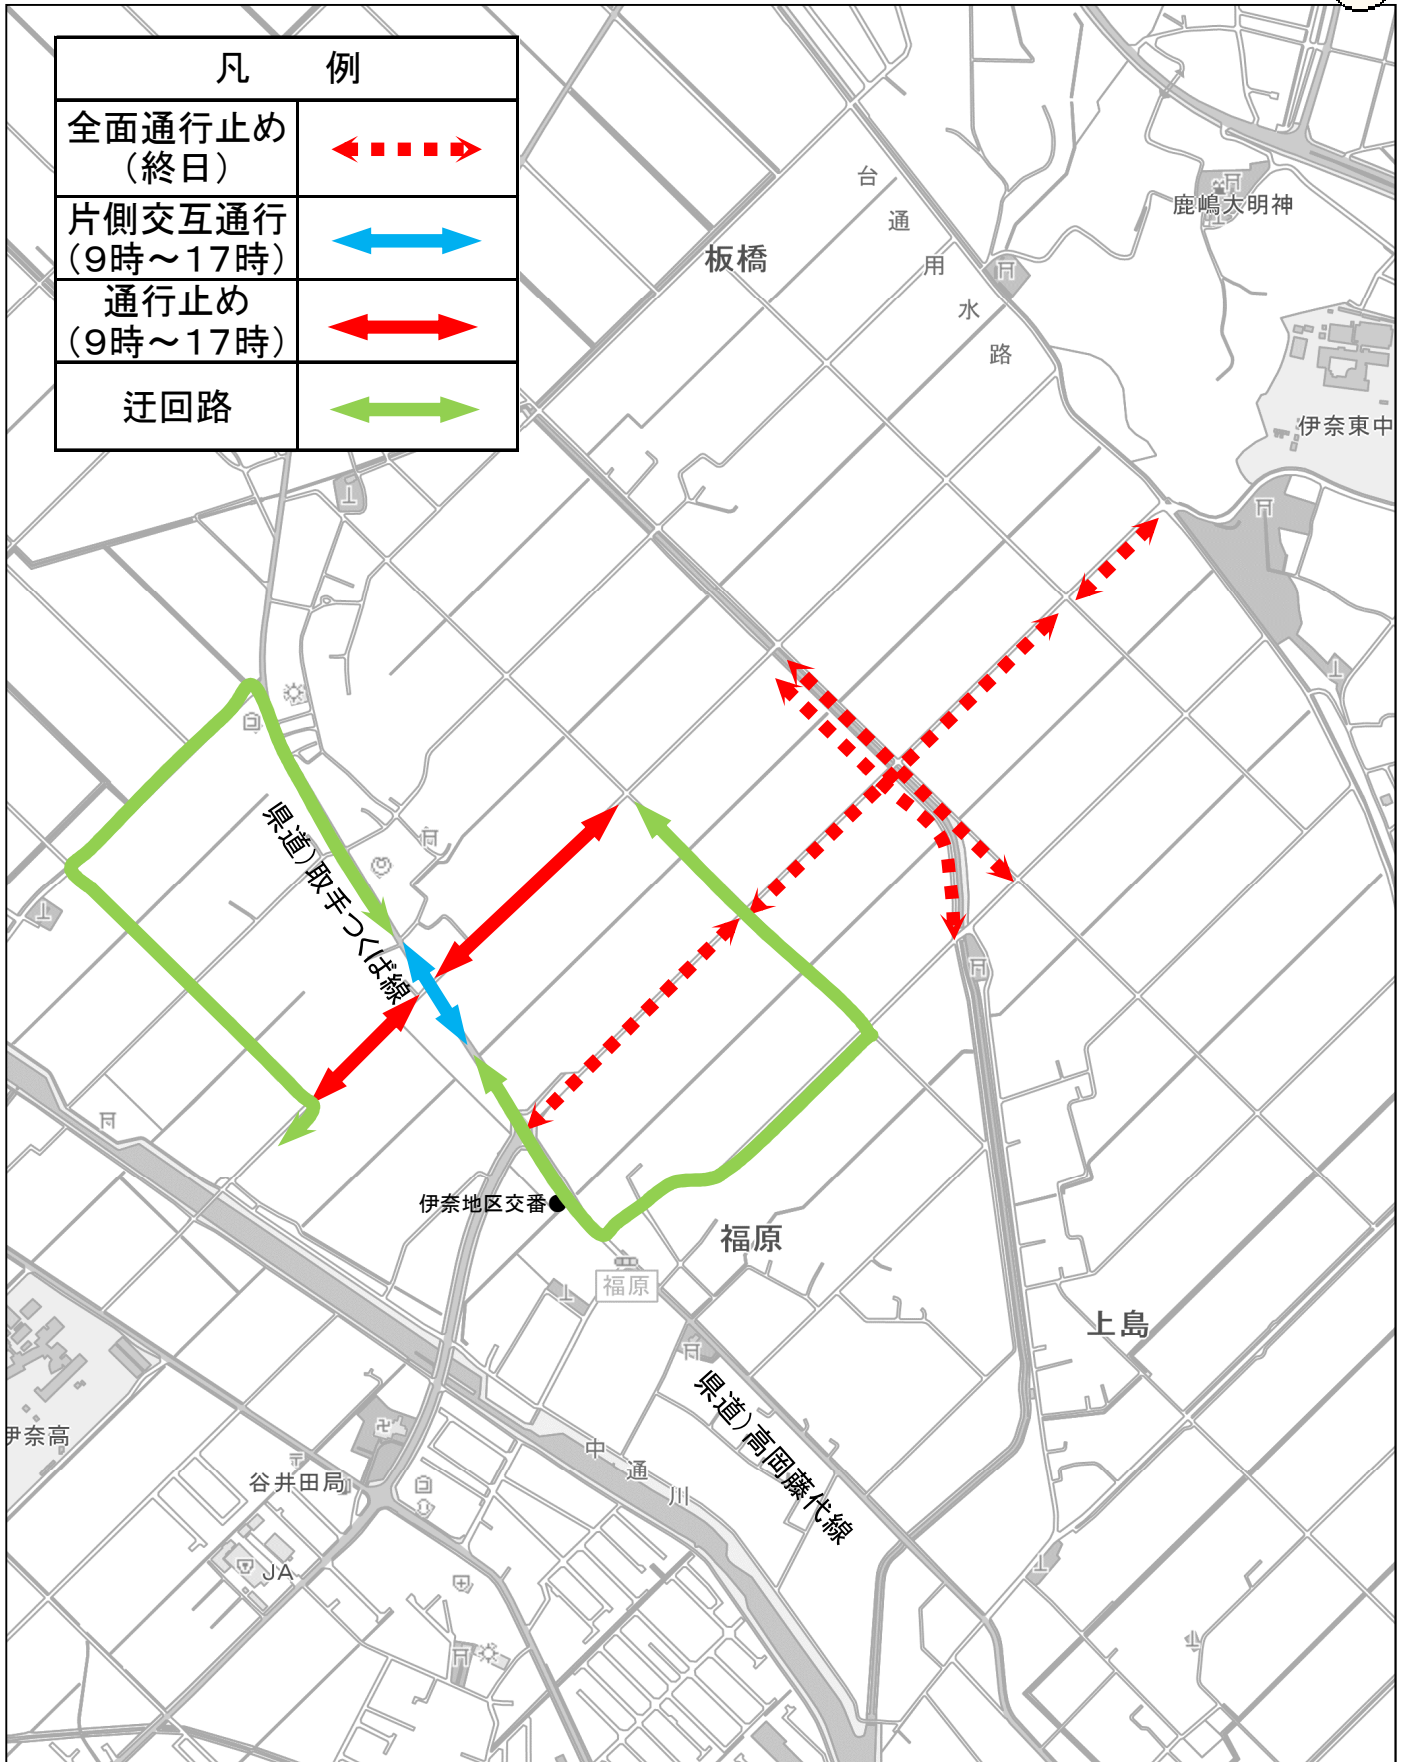 凡 例
全面通行止め
（終日）
片側交互通行
（９時～１７時）
通行止め
（９時～１７時）
迂回路
台通用水路
板橋
鹿嶋大明神
伊奈東中
県道）取手つくば線
伊奈地区交番
福原
福原
上島
県道）高岡藤代線
中通川
伊奈高
谷井田局
JA